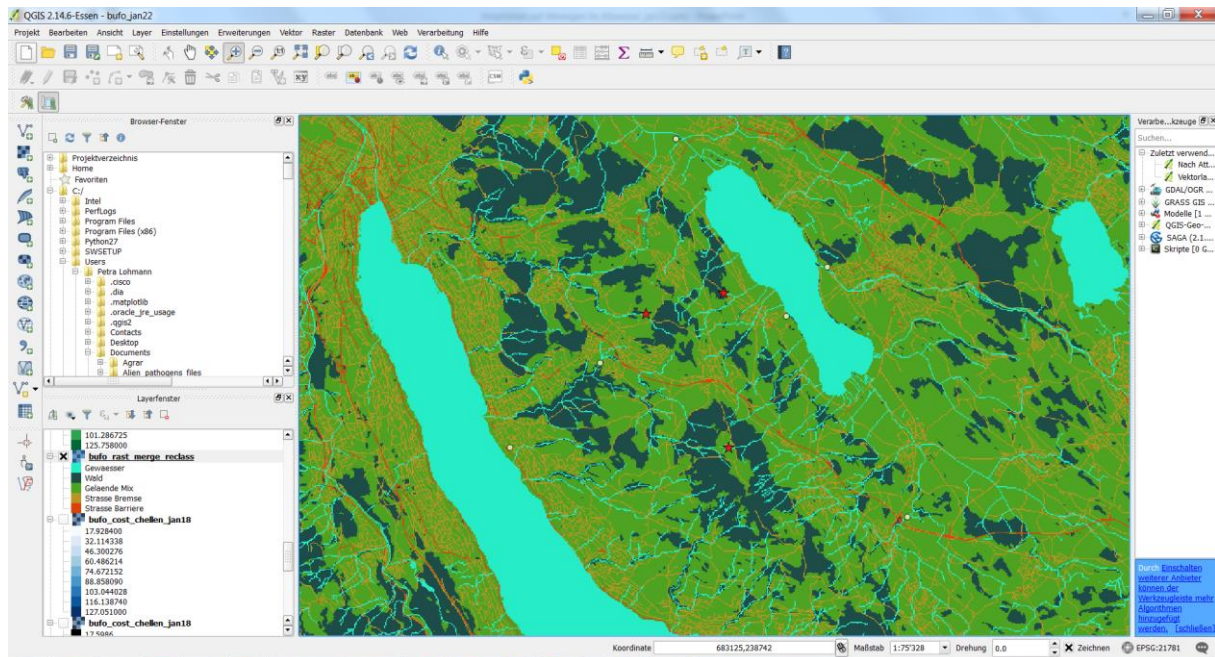 QGIS 2.14.6-Essen - bufo_jan22
Projekt Bearbeiten Ansicht Layer Einstellungen Erweiterungen Vektor Raster Datenbank Web Verarbeitung Hilfe
Browser-Fenster
Projektverzeichnis
Home
Favoriten
C:/
Intel
PerfLogs
Program Files
Program Files (x86)
Python27
SWSETUP
Users
Petra Lohmann
.cisco
.dia
.matplotlib
.oracle_jre_usage
.qgis2
Contacts
Desktop
Documents
Agrar
Alien_pathogens_files
Layerfenster
101.286725
125.758000
bufo_rast_merge_reclass
Gewaesser
Wald
Gelaende Mix
Strasse Bremse
Strasse Barriere
bufo_cost_chellen_jan18
17.928400
32.114338
46.300276
60.486214
74.672152
88.858090
103.044028
116.138740
127.051000
bufo_cost_chellen_jan18
17.5986
Verarbe...kzeuge
Suchen...
Zuletzt verwend...
Nach Att...
Vektorla...
GDAL/OGR ...
GRASS GIS ...
Modelle [1 ...
QGIS-Geo-...
SAGA (2.1....
Skripte [0 G...
Durch Einschalten
weiterer Anbieter
können der
Werkzeugleiste mehr
Algorithmen
hinzugefügt
werden. [schließen]
Koordinate 683125,238742 Maßstab 1:75'328 Drehung 0.0 Zeichnen EPSG:21781